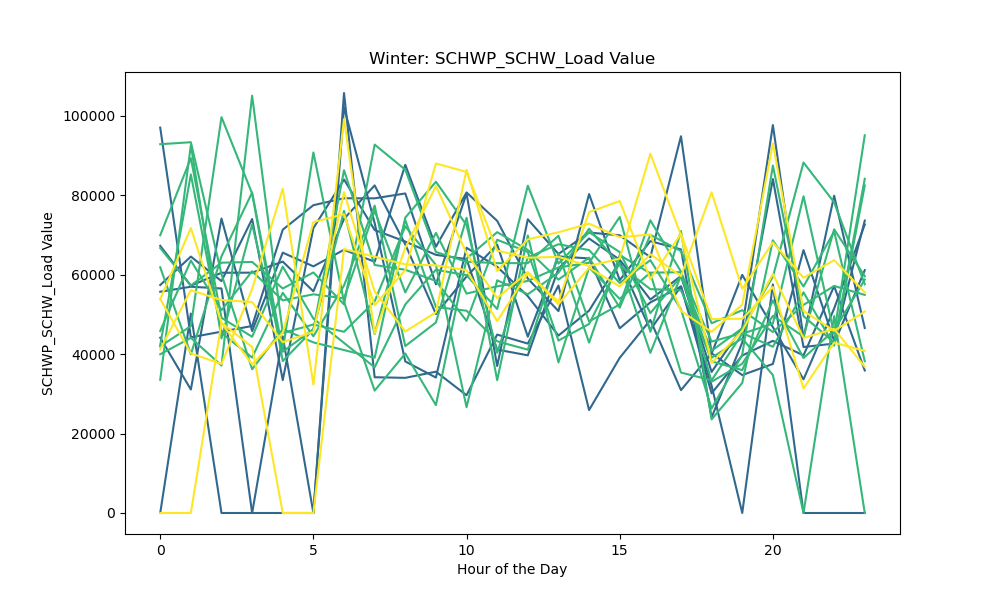 Winter: SCHWP_SCHW_Load Value
SCHWP_SCHW_Load Value
100000
80000
60000
40000
20000
0
0 5 10 15 20
Hour of the Day